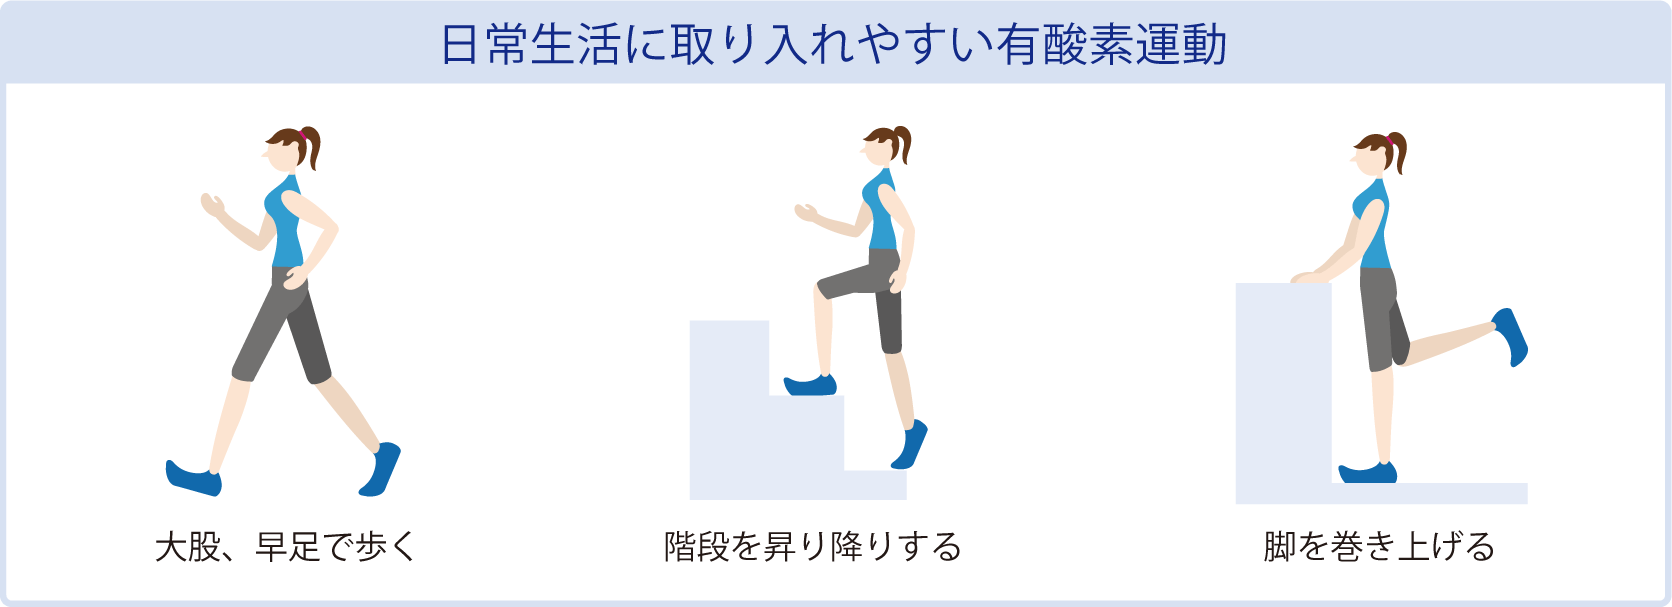 日常生活に取り入れやすい有酸素運動
大股、早足で歩く
階段を昇り降りする
脚を巻き上げる